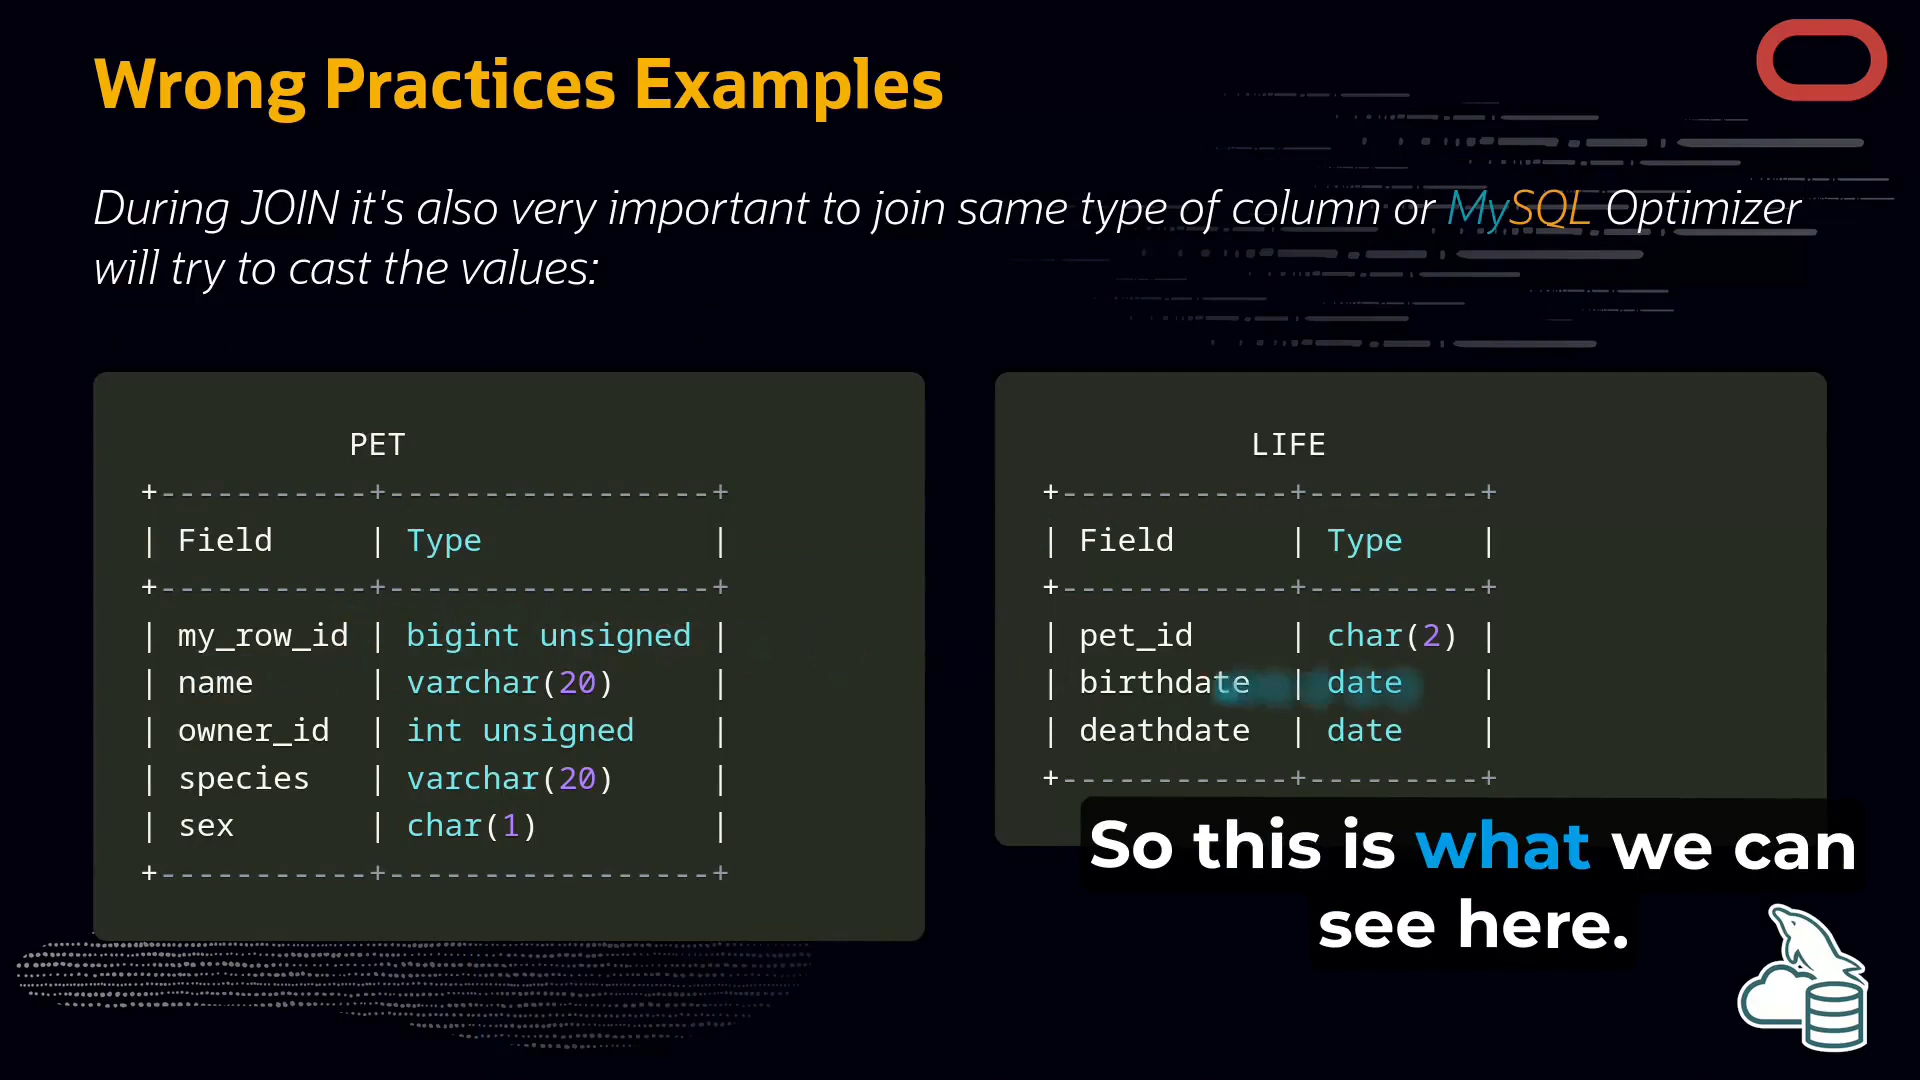 Wrong Practices Examples
During JOIN it's also very important to join same type of column or MySQL Optimizer
will try to cast the values:
PET
+-----------+-----------------+
| Field     | Type            |
+-----------+-----------------+
| my_row_id | bigint unsigned |
| name      | varchar(20)     |
| owner_id  | int unsigned    |
| species   | varchar(20)     |
| sex       | char(1)         |
+-----------+-----------------+
LIFE
+------------+---------+
| Field      | Type    |
+------------+---------+
| pet_id     | char(2) |
| birthdate  | date    |
| deathdate  | date    |
+------------+---------+
So this is what we can
see here.